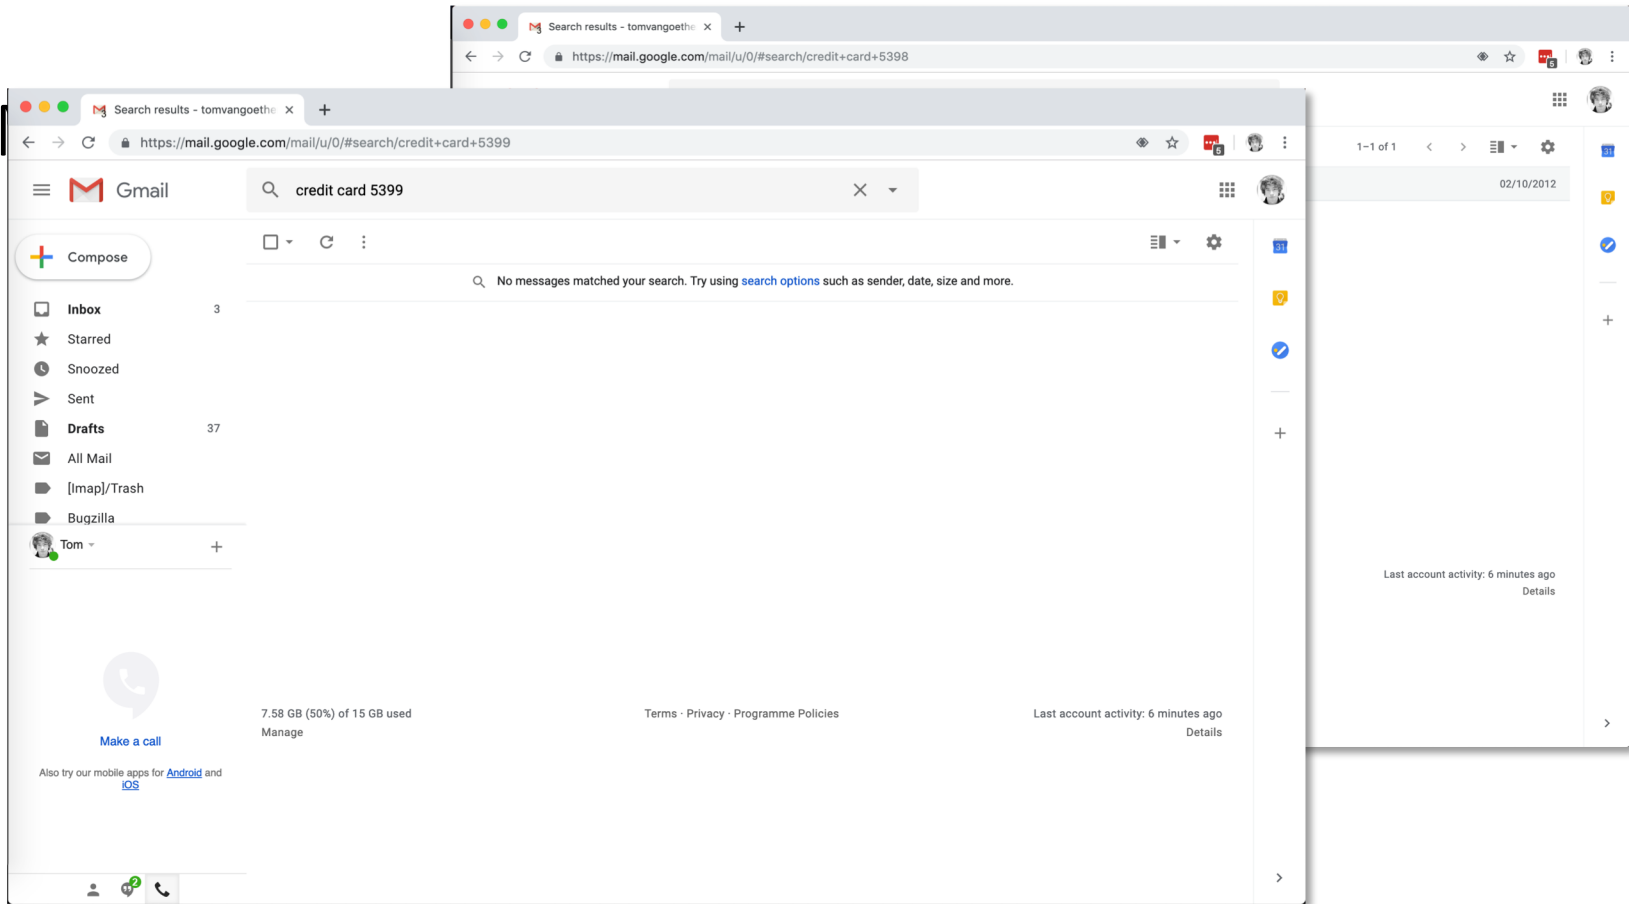 Search results - tomvangoethe
https://mail.google.com/mail/u/0/#search/credit+card+5398
5
1–1 of 1
31
02/10/2012
Last account activity: 6 minutes ago
Details
Search results - tomvangoethe
https://mail.google.com/mail/u/0/#search/credit+card+5399
5
Gmail
credit card 5399
31
Compose
No messages matched your search. Try using search options such as sender, date, size and more.
Inbox 3
Starred
Snoozed
Sent
Drafts 37
All Mail
[Imap]/Trash
Bugzilla
Tom
Make a call
Also try our mobile apps for Android and
iOS
2
7.58 GB (50%) of 15 GB used
Manage
Terms · Privacy · Programme Policies
Last account activity: 6 minutes ago
Details